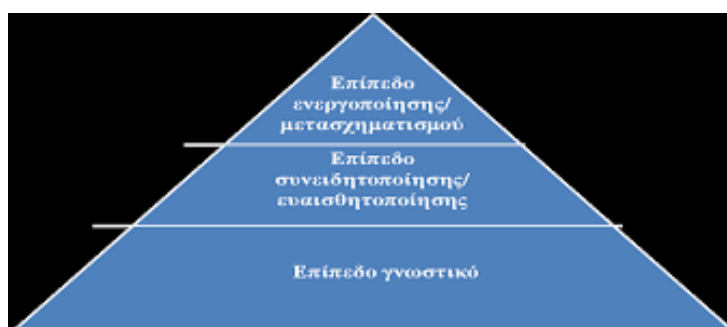 Επίπεδο
ενεργοποίησης/
μετασχηματισμού
Επίπεδο
συνειδητοποίησης/
ευαισθητοποίησης
Επίπεδο γνωστικό